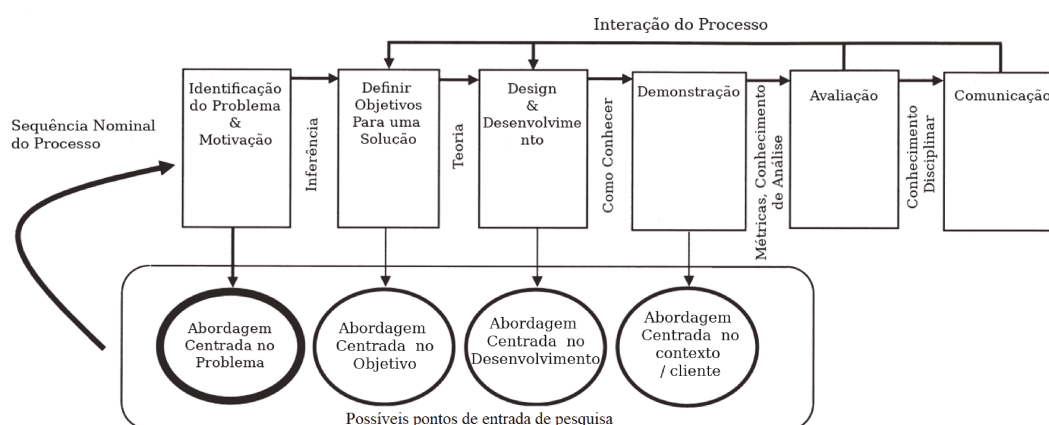 Interação do Processo
Sequência Nominal
do Processo
Identificação
do Problema
&
Motivação
Inferência
Definir
Objetivos
Para uma
Solucão
Teoria
Design
&
Desenvolvime
nto
Como Conhecer
Demonstração
Métricas, Conhecimento
de Análise
Avaliação
Conhecimento
Disciplinar
Comunicação
Abordagem
Centrada no
Problema
Abordagem
Centrada no
Objetivo
Abordagem
Centrada no
Desenvolvimento
Abordagem
Centrada no
contexto
/ cliente
Possíveis pontos de entrada de pesquisa